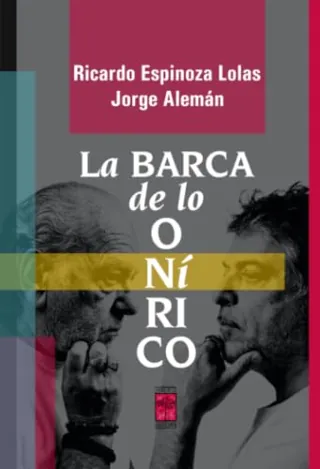 Ricardo Espinoza Lolas
Jorge Alemán
La BARCA
de lo
O
Ní
RI
CO